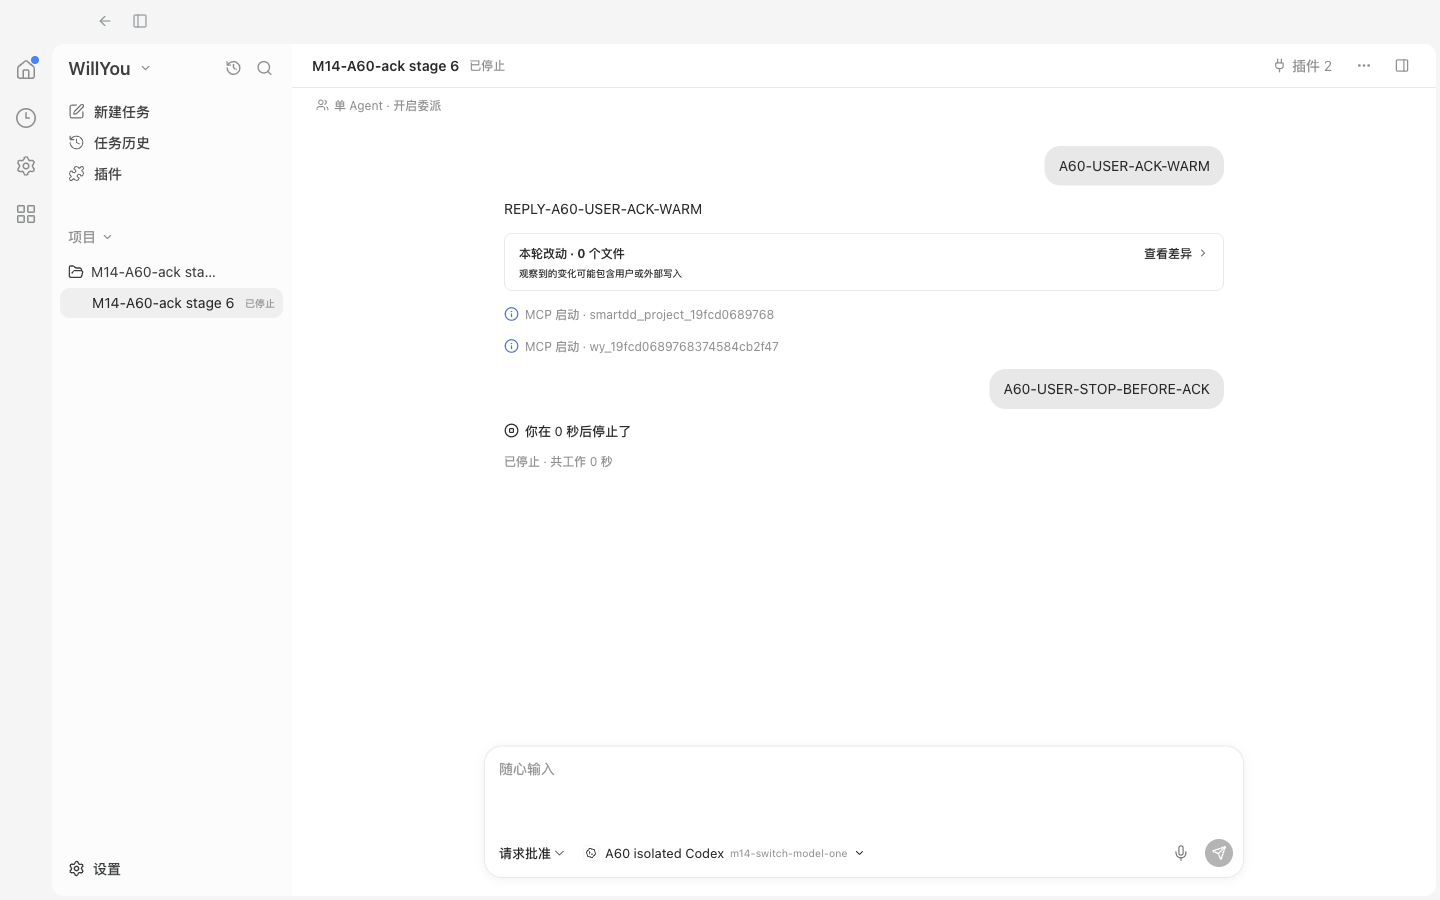 WillYou
新建任务
任务历史
插件
项目
M14-A60-ack sta...
M14-A60-ack stage 6 已停止
设置
M14-A60-ack stage 6 已停止
插件 2
单 Agent · 开启委派
A60-USER-ACK-WARM
REPLY-A60-USER-ACK-WARM
本轮改动 · 0 个文件 查看差异
观察到的变化可能包含用户或外部写入
MCP 启动 · smartdd_project_19fcd0689768
MCP 启动 · wy_19fcd0689768374584cb2f47
A60-USER-STOP-BEFORE-ACK
你在 0 秒后停止了
已停止 · 共工作 0 秒
随心输入
请求批准 A60 isolated Codex m14-switch-model-one